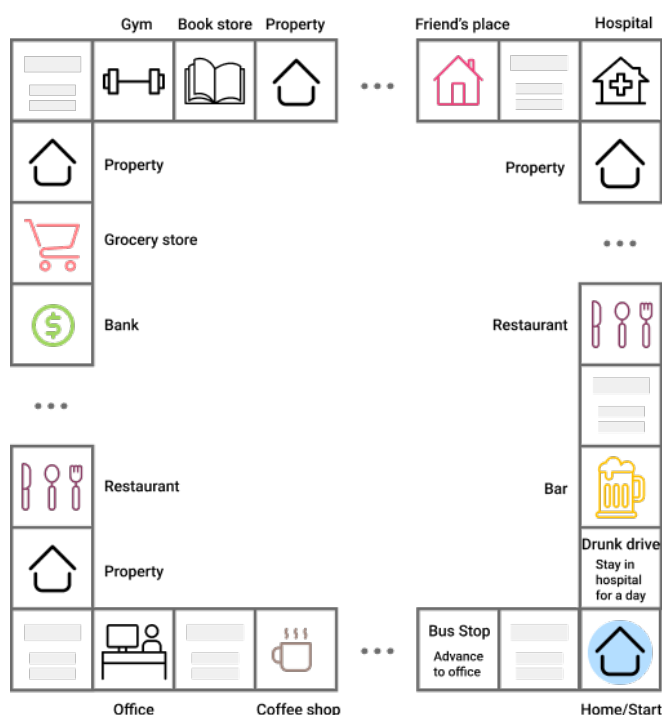 Gym
Book store
Property
Friend's place
Hospital
Property
Property
Grocery store
Bank
Restaurant
Restaurant
Bar
Drunk drive
Stay in
hospital
for a day
Property
Bus Stop
Advance
to office
Office
Coffee shop
Home/Start